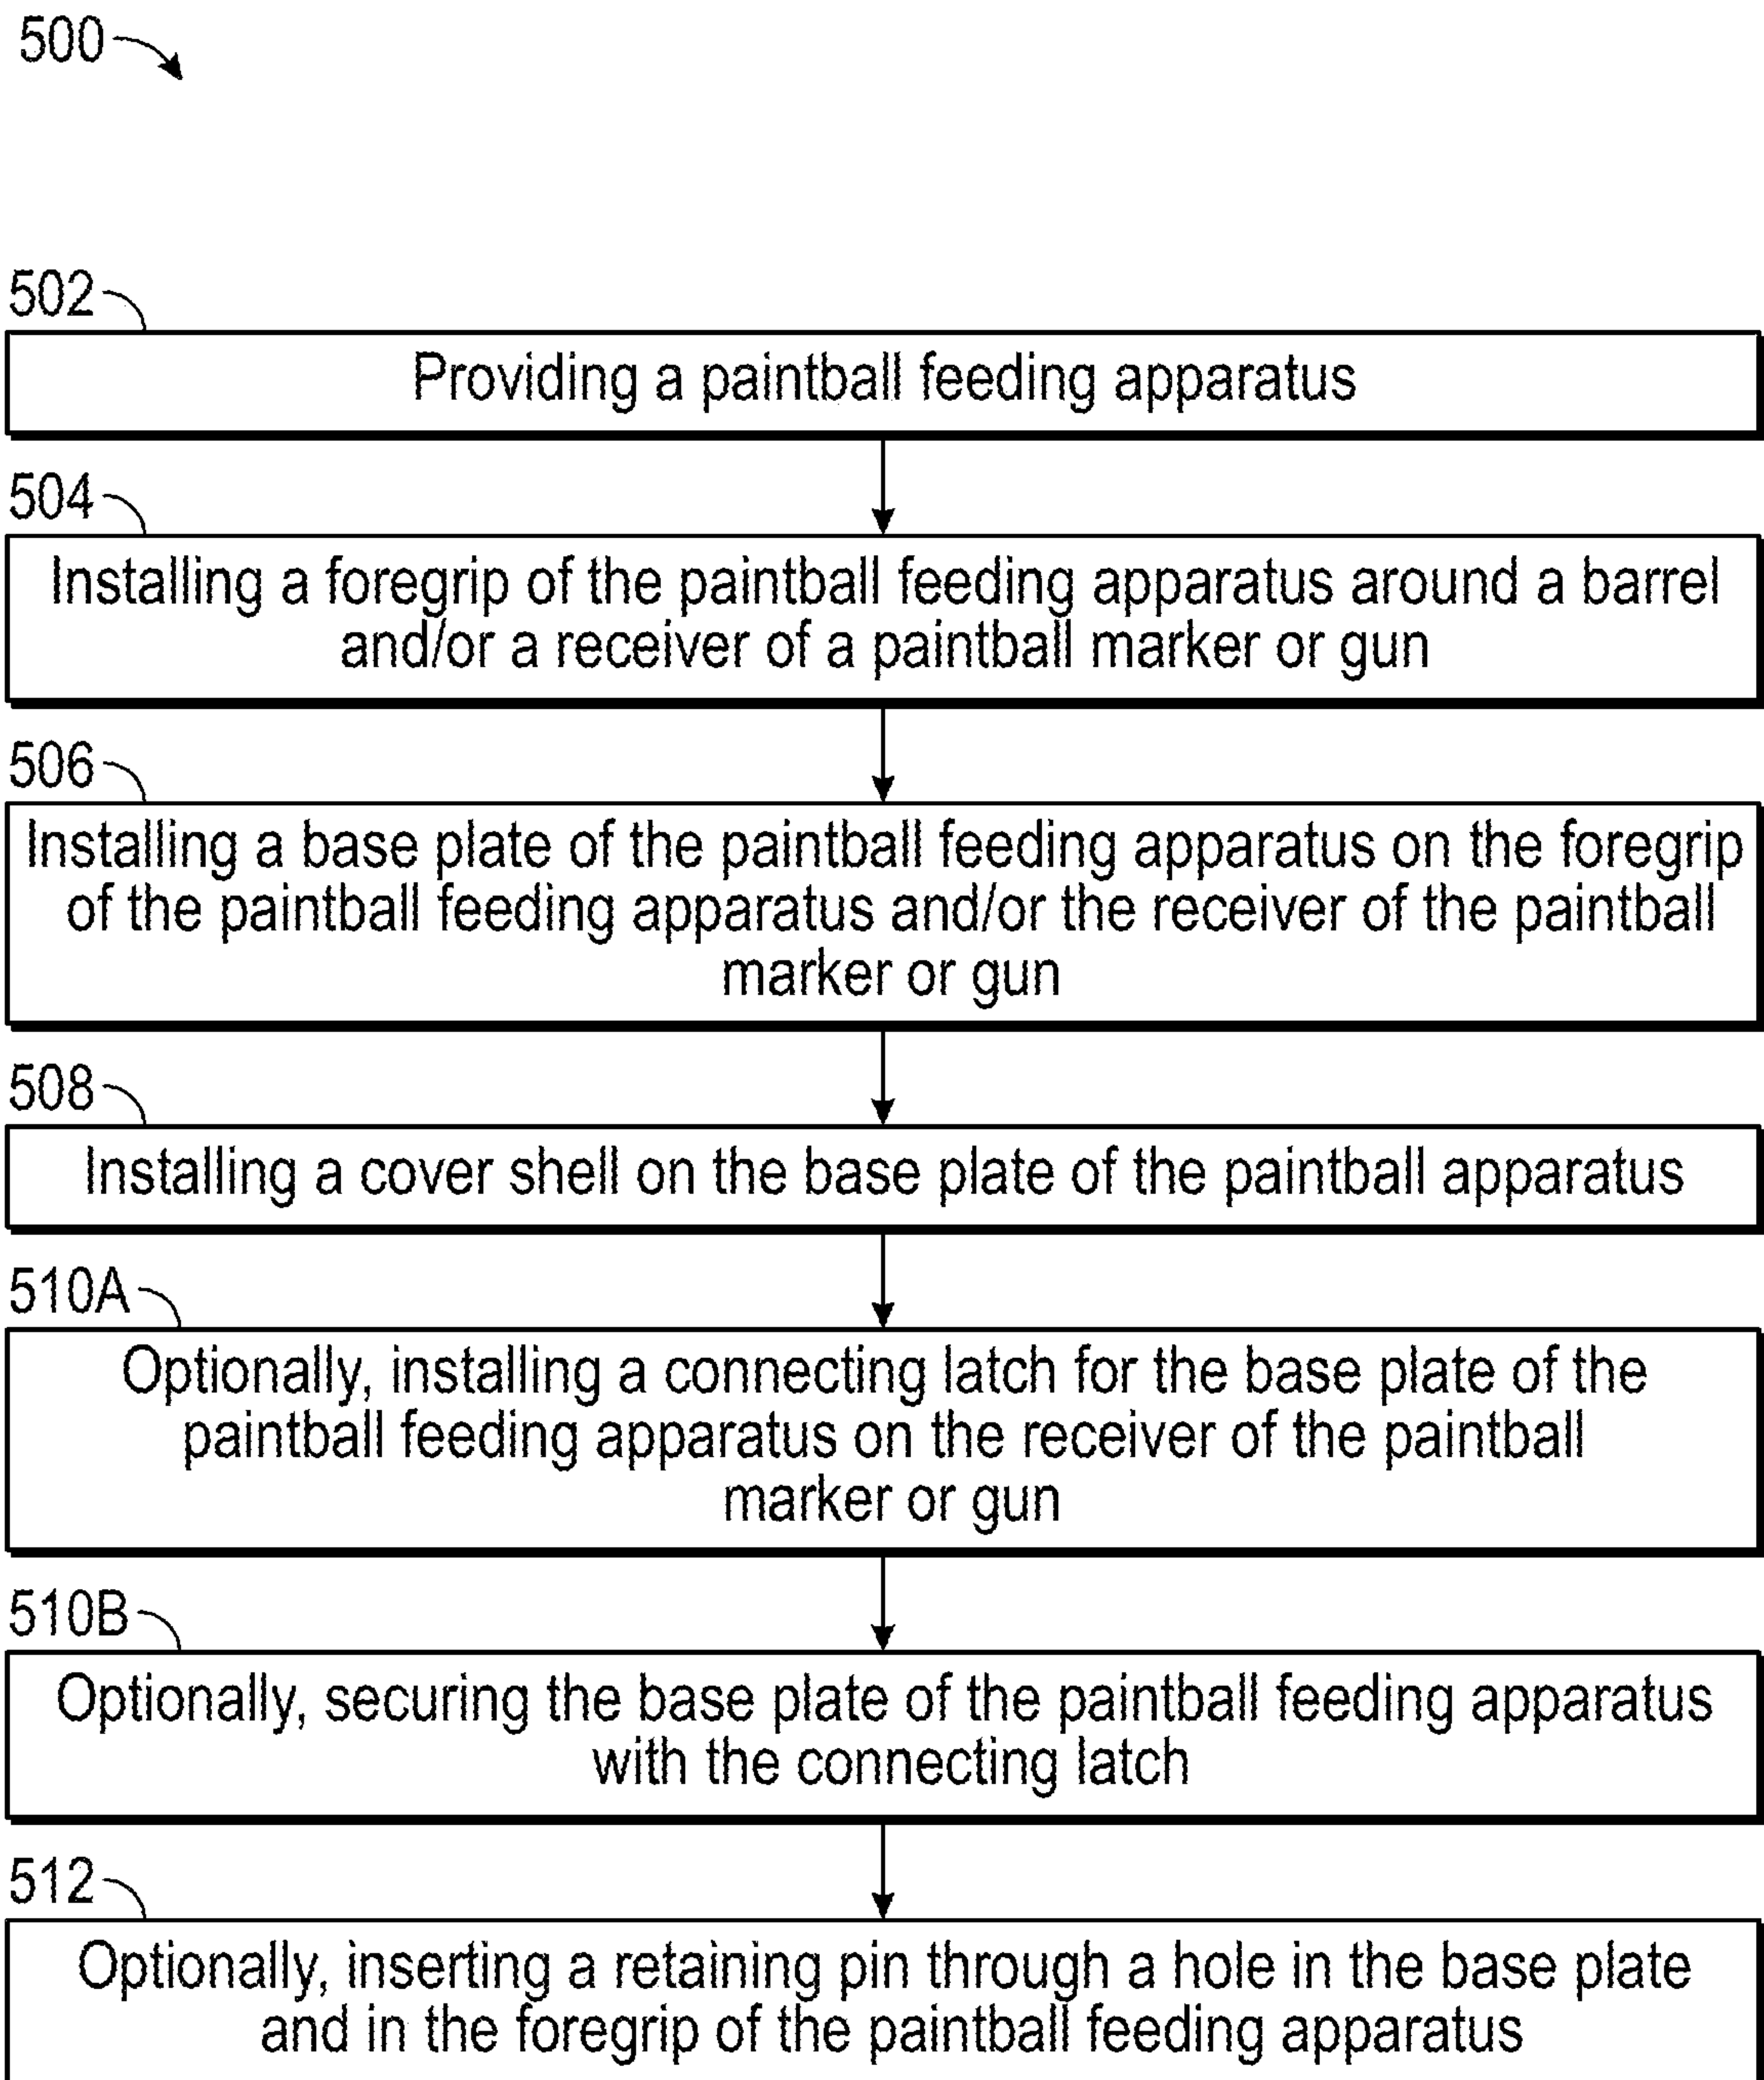 500
502
Providing a paintball feeding apparatus
504
Installing a foregrip of the paintball feeding apparatus around a barrel
and/or a receiver of a paintball marker or gun
506
Installing a base plate of the paintball feeding apparatus on the foregrip
of the paintball feeding apparatus and/or the receiver of the paintball
marker or gun
508
Installing a cover shell on the base plate of the paintball apparatus
510A
Optionally, installing a connecting latch for the base plate of the
paintball feeding apparatus on the receiver of the paintball
marker or gun
510B
Optionally, securing the base plate of the paintball feeding apparatus
with the connecting latch
512
Optionally, inserting a retaining pin through a hole in the base plate
and in the foregrip of the paintball feeding apparatus